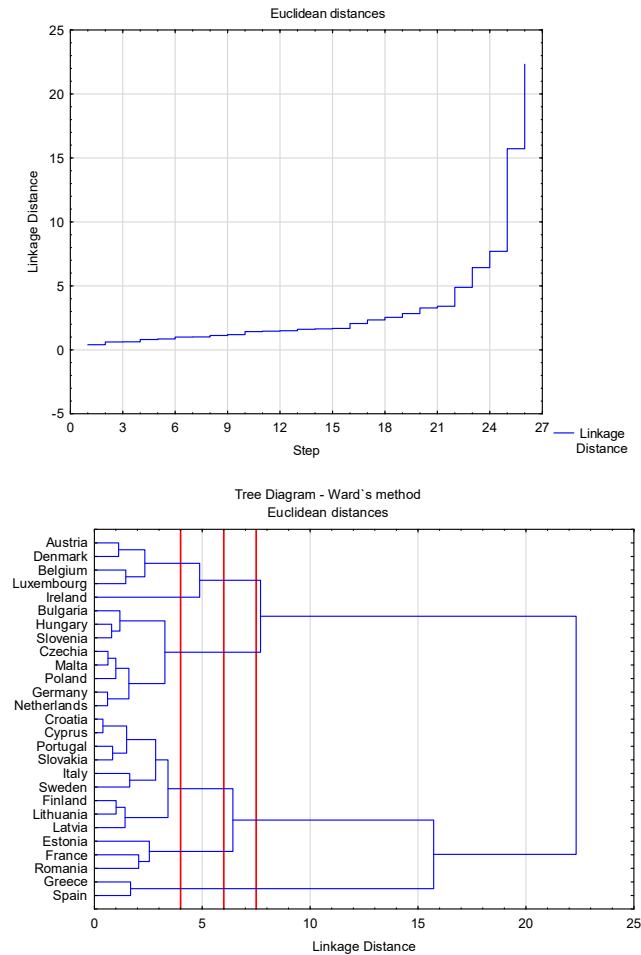 Euclidean distances
25
20
15
10
5
0
-5
Linkage Distance
0 3 6 9 12 15 18 21 24 27
Step
Linkage
Distance
Tree Diagram - Ward`s method
Euclidean distances
Austria
Denmark
Belgium
Luxembourg
Ireland
Bulgaria
Hungary
Slovenia
Czechia
Malta
Poland
Germany
Netherlands
Croatia
Cyprus
Portugal
Slovakia
Italy
Sweden
Finland
Lithuania
Latvia
Estonia
France
Romania
Greece
Spain
0 5 10 15 20 25
Linkage Distance